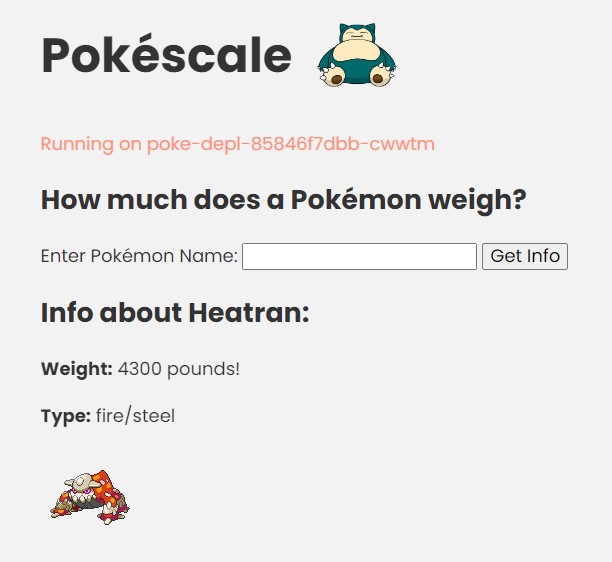 Pokéscale
Running on poke-depl-85846f7dbb-cwwtm
How much does a Pokémon weigh?
Enter Pokémon Name: Get Info
Info about Heatran:
Weight: 4300 pounds!
Type: fire/steel